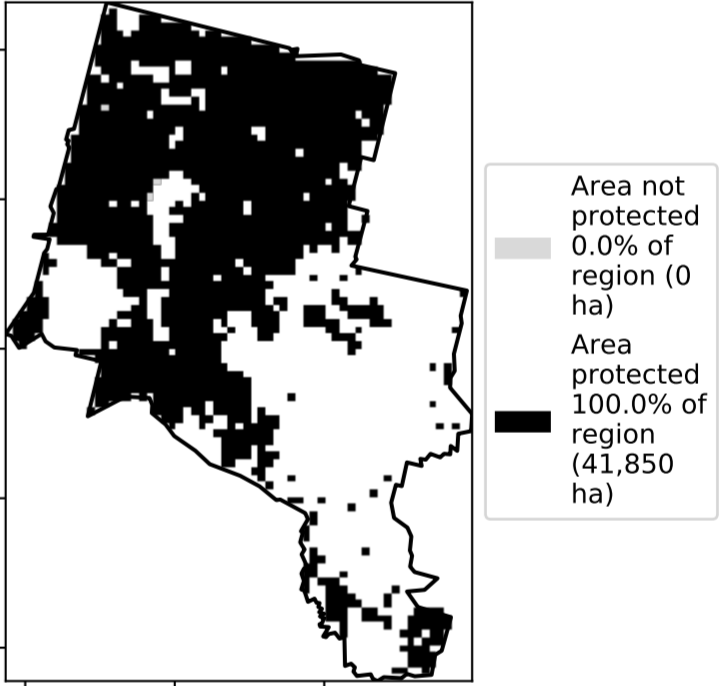 Area not
protected
0.0% of
region (0
ha)
Area
protected
100.0% of
region
(41,850
ha)